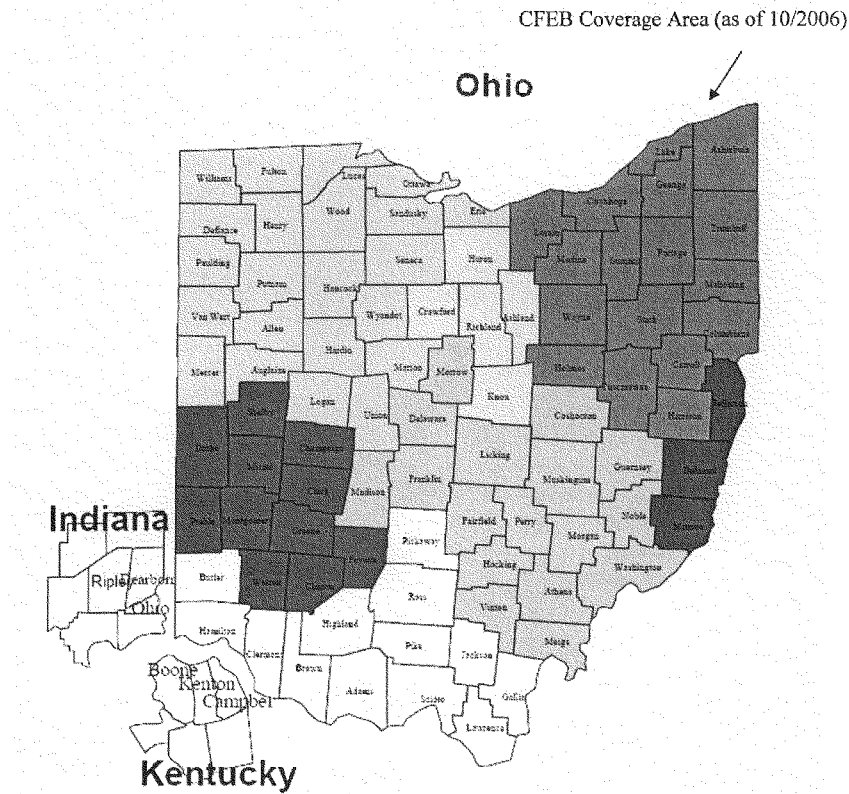 CFEB Coverage Area (as of 10/2006)
Ohio
Ashtabula
Lake
Geauga
Williams
Fulton
Lucas
Ottawa
Cuyahoga
Wood
Sandusky
Erie
Trumbull
Defiance
Henry
Lorain
Medina
Summit
Portage
Paulding
Seneca
Huron
Mahoning
Putnam
Hancock
Van Wert
Wyandot
Crawford
Richland
Ashland
Wayne
Stark
Columbiana
Allen
Hardin
Mercer
Auglaize
Marion
Morrow
Holmes
Carroll
Tuscarawas
Knox
Logan
Shelby
Union
Delaware
Coshocton
Harrison
Jefferson
Darke
Champaign
Miami
Licking
Guernsey
Belmont
Clark
Madison
Franklin
Muskingum
Noble
Monroe
Preble
Montgomery
Greene
Fairfield
Perry
Morgan
Indiana
Pickaway
Washington
Fayette
Hocking
Ripley
Dearborn
Butler
Warren
Clinton
Athens
Ohio
Ross
Vinton
Hamilton
Highland
Meigs
Clermont
Pike
Jackson
Boone
Kenton
Brown
Adams
Scioto
Gallia
Campbel
Lawrence
Kentucky